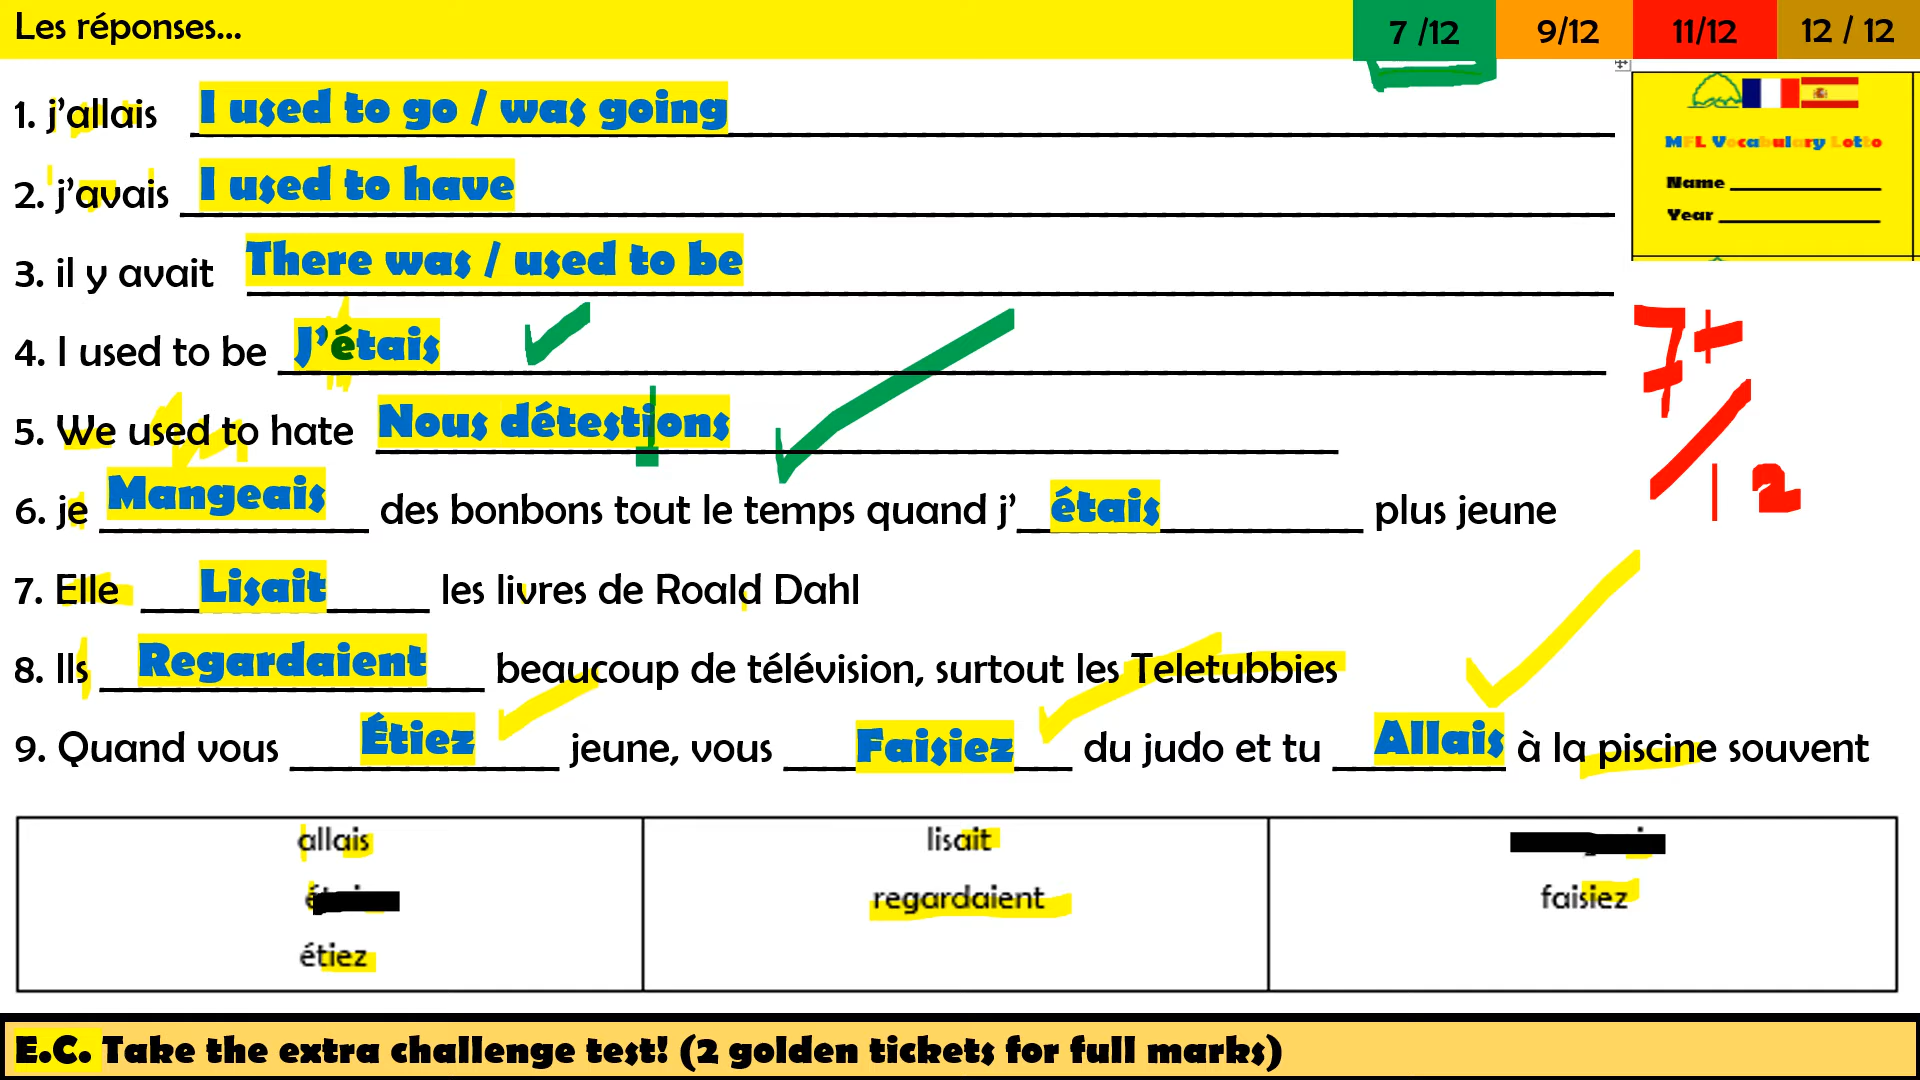 Les réponses...
7 /12
9/12
11/12
12 / 12
MFL Vocabulary Lotto
Name
Year
1. j'allais I used to go / was going
2. j'avais I used to have
3. il y avait There was / used to be
4. I used to be J'étais
5. We used to hate Nous détestions
6. je Mangeais des bonbons tout le temps quand j' étais plus jeune
7. Elle Lisait les livres de Roald Dahl
8. Ils Regardaient beaucoup de télévision, surtout les Teletubbies
9. Quand vous Étiez jeune, vous Faisiez du judo et tu Allais à la piscine souvent
7+
/12
allais lisait
regardaient faisiez
étiez
E.C. Take the extra challenge test! (2 golden tickets for full marks)